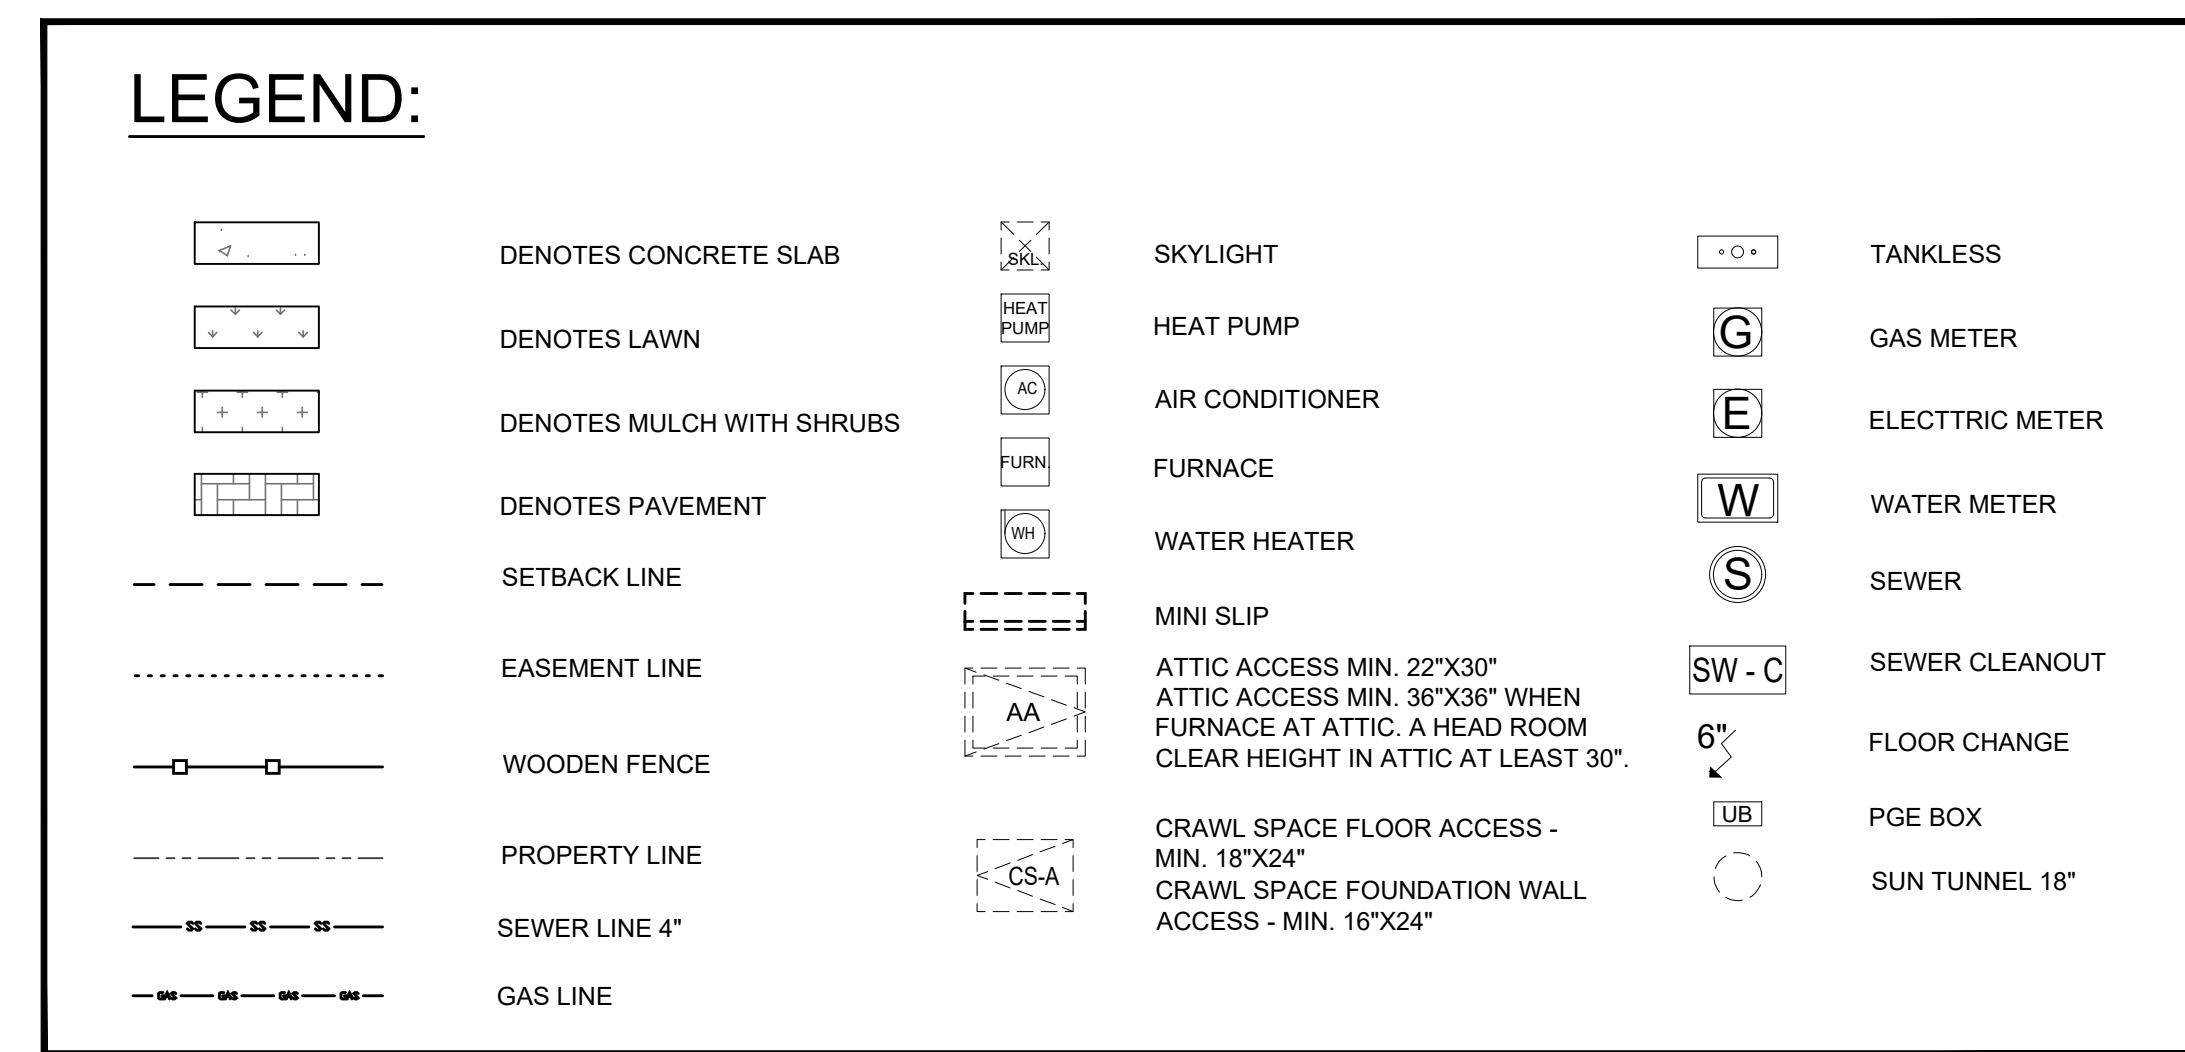 LEGEND:
DENOTES CONCRETE SLAB
DENOTES LAWN
DENOTES MULCH WITH SHRUBS
DENOTES PAVEMENT
SETBACK LINE
EASEMENT LINE
WOODEN FENCE
PROPERTY LINE
SS SS SS
SEWER LINE 4"
GAS GAS GAS GAS
GAS LINE
SKL.
SKYLIGHT
HEAT
PUMP
HEAT PUMP
AC
AIR CONDITIONER
FURN.
FURNACE
WH
WATER HEATER
MINI SLIP
AA
ATTIC ACCESS MIN. 22"X30"
ATTIC ACCESS MIN. 36"X36" WHEN
FURNACE AT ATTIC. A HEAD ROOM
CLEAR HEIGHT IN ATTIC AT LEAST 30".
CS-A
CRAWL SPACE FLOOR ACCESS -
MIN. 18"X24"
CRAWL SPACE FOUNDATION WALL
ACCESS - MIN. 16"X24"
TANKLESS
G
GAS METER
E
ELECTTRIC METER
W
WATER METER
S
SEWER
SW - C
SEWER CLEANOUT
6"
FLOOR CHANGE
UB
PGE BOX
SUN TUNNEL 18"